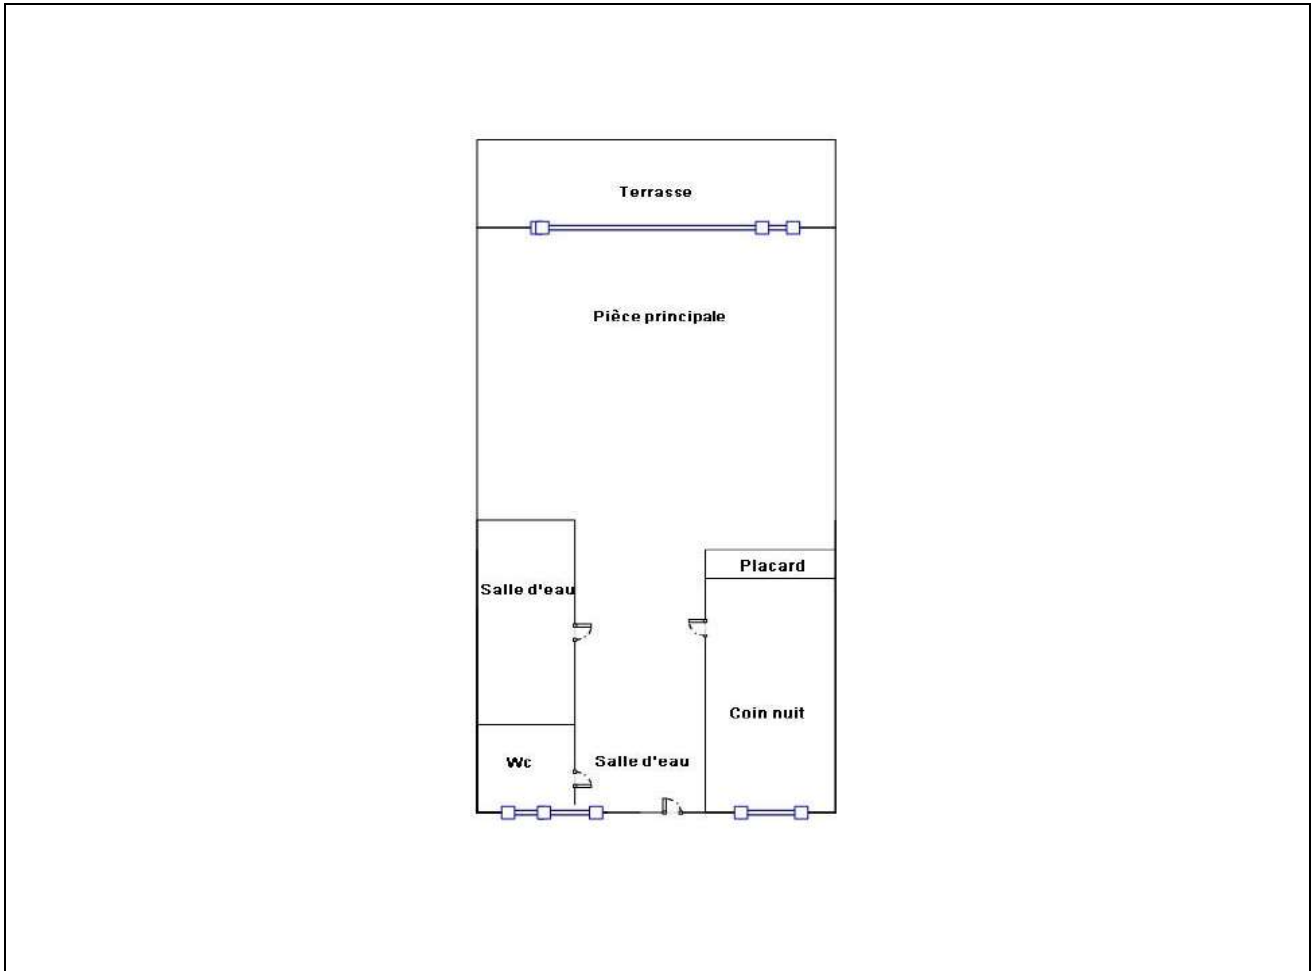 Terrasse
Pièce principale
Placard
Salle d'eau
Coin nuit
Wc
Salle d'eau